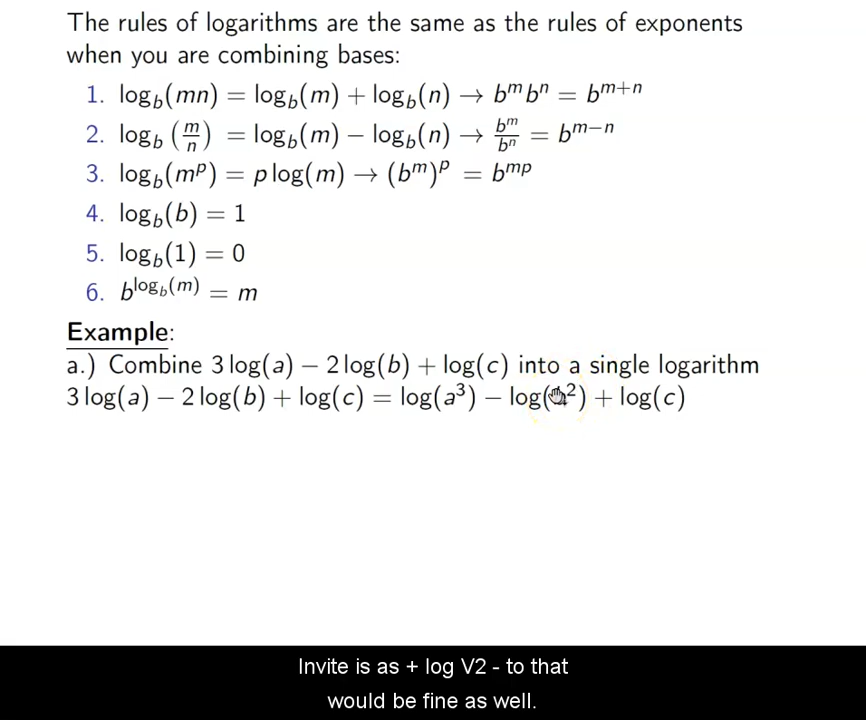 The rules of logarithms are the same as the rules of exponents
when you are combining bases:
1. log_b(mn) = log_b(m) + log_b(n) → b^m b^n = b^{m+n}
2. log_b(m/n) = log_b(m) − log_b(n) → b^m/b^n = b^{m−n}
3. log_b(m^p) = p log(m) → (b^m)^p = b^{mp}
4. log_b(b) = 1
5. log_b(1) = 0
6. b^{log_b(m)} = m
Example:
a.) Combine 3 log(a) − 2 log(b) + log(c) into a single logarithm
3 log(a) − 2 log(b) + log(c) = log(a^3) − log( ^2) + log(c)
Invite is as + log V2 - to that
would be fine as well.